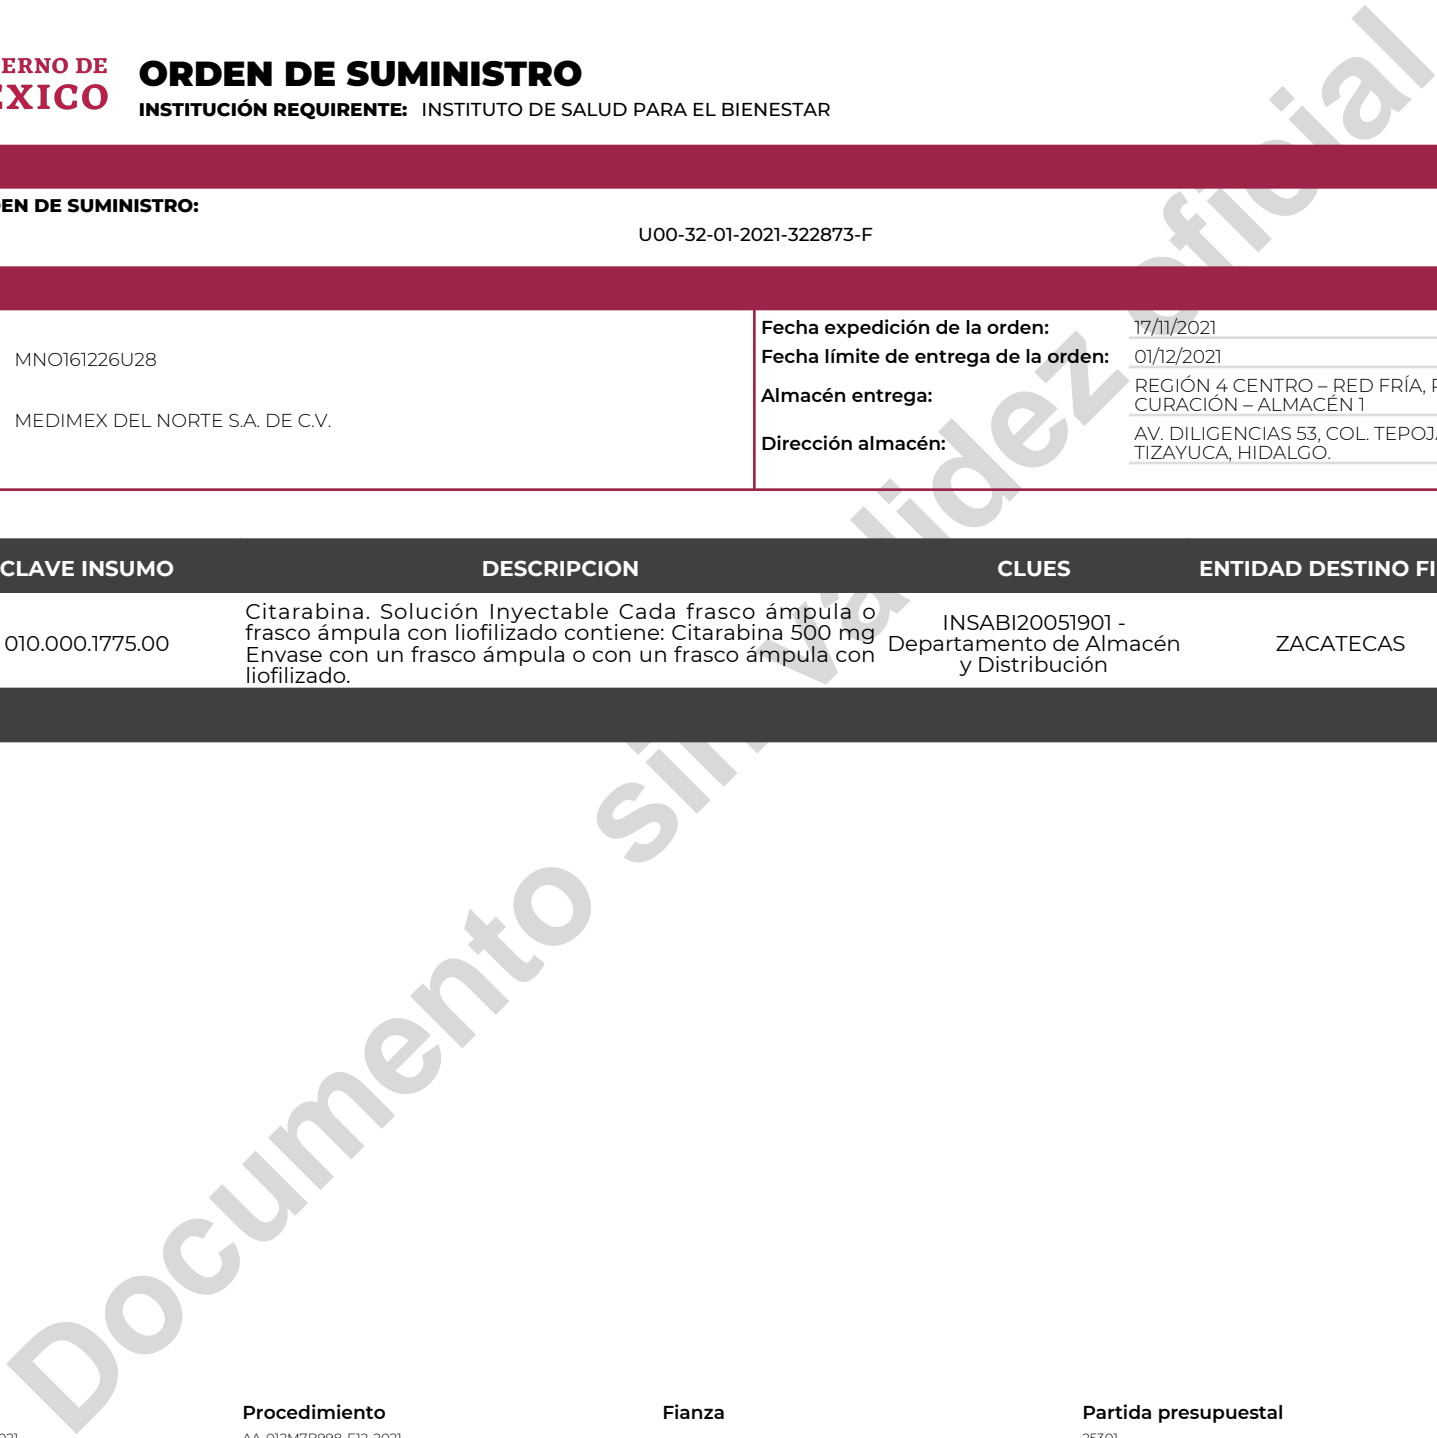 ORDEN DE SUMINISTRO
INSTITUCIÓN REQUIRENTE: INSTITUTO DE SALUD PARA EL BIENESTAR
DE SUMINISTRO:
U00-32-01-2021-322873-F
MNO161226U28
MEDIMEX DEL NORTE S.A. DE C.V.
Fecha expedición de la orden: 17/11/2021
Fecha límite de entrega de la orden: 01/12/2021
Almacén entrega: REGIÓN 4 CENTRO – RED FRÍA,
CURACIÓN – ALMACÉN 1
Dirección almacén: AV. DILIGENCIAS 53, COL.
TIZAYUCA, HIDALGO.
CLAVE INSUMO DESCRIPCION CLUES ENTIDAD DESTINO
010.000.1775.00
Citarabina. Solución Inyectable Cada frasco ámpula o
frasco ámpula con liofilizado contiene: Citarabina 500 mg
Envase con un frasco ámpula o con un frasco ámpula con
liofilizado.
INSABI20051901 -
Departamento de Almacén
y Distribución
ZACATECAS
Documento sin validez oficial
Procedimiento Fianza Partida presupuestal